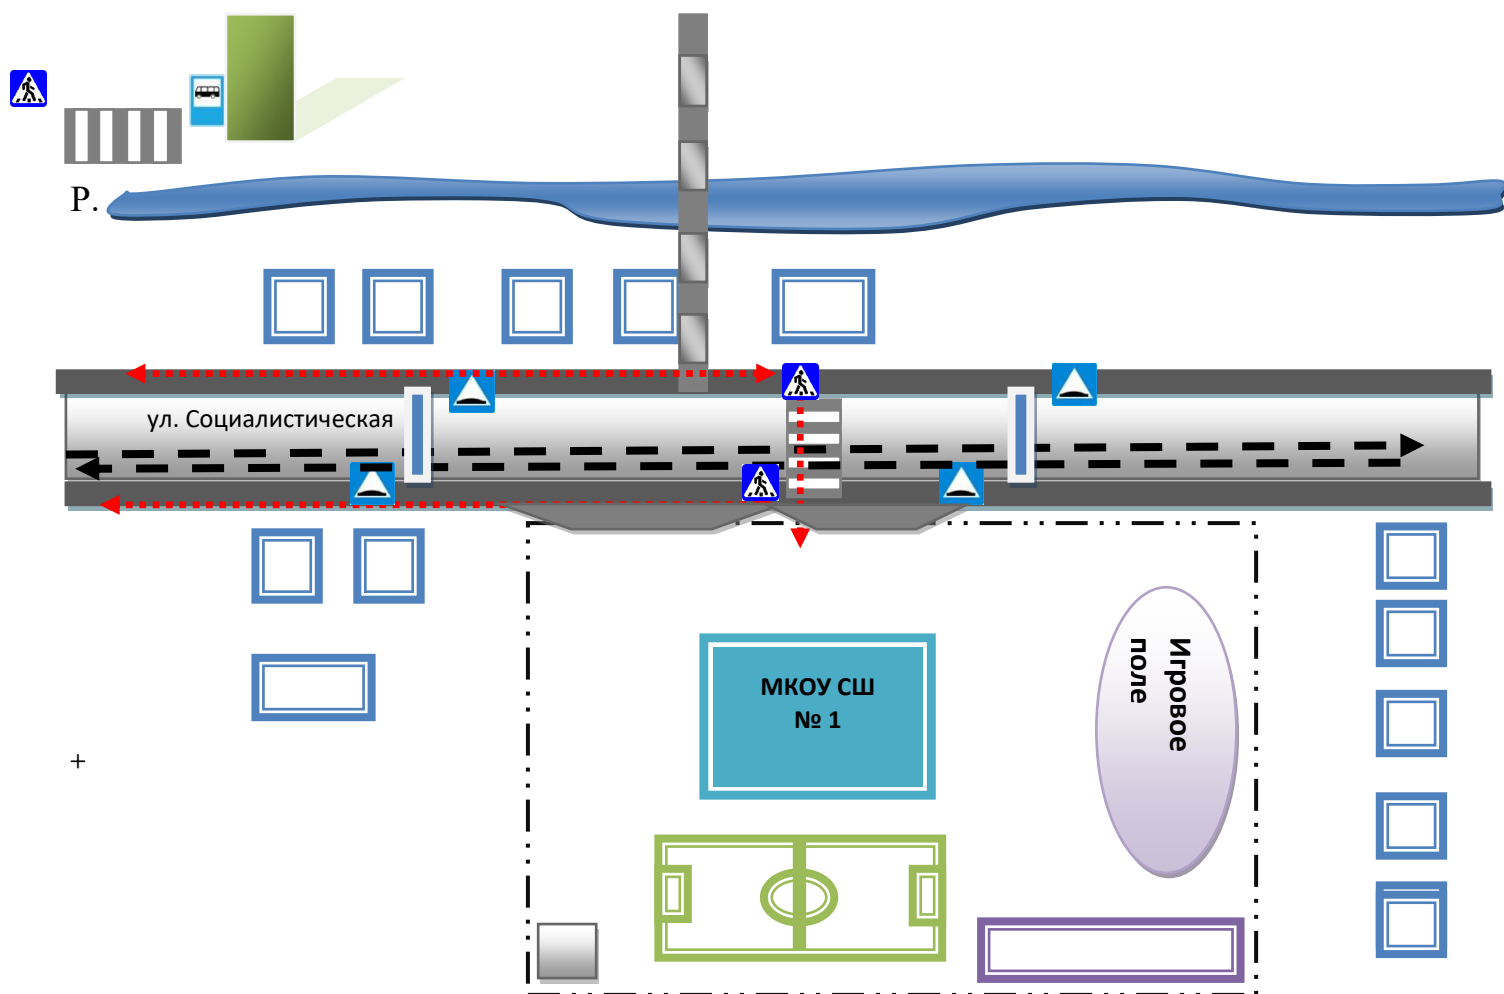 Р.
ул. Социалистическая
МКОУ СШ
№ 1
Игровое
поле
+